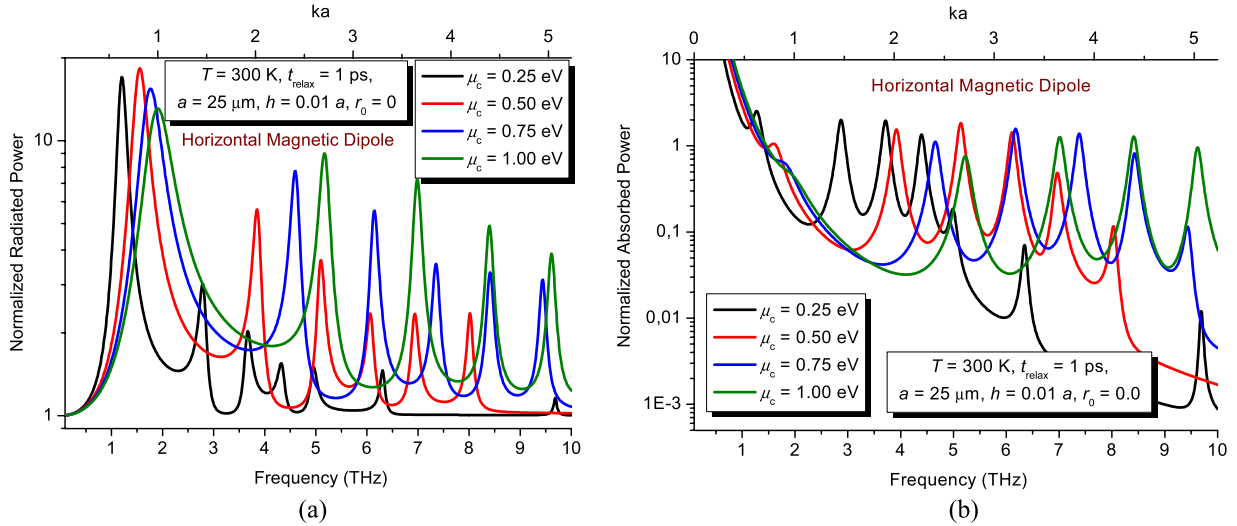 ka
0 1 2 3 4 5
T = 300 K, t_relax = 1 ps,
a = 25 μm, h = 0.01 a, r_0 = 0
μ_c = 0.25 eV
μ_c = 0.50 eV
μ_c = 0.75 eV
μ_c = 1.00 eV
Horizontal Magnetic Dipole
Normalized Radiated Power
10
1
1 2 3 4 5 6 7 8 9 10
Frequency (THz)
(a)
ka
0 1 2 3 4 5
Horizontal Magnetic Dipole
Normalized Absorbed Power
10
1
0,1
0,01
1E-3
μ_c = 0.25 eV
μ_c = 0.50 eV
μ_c = 0.75 eV
μ_c = 1.00 eV
T = 300 K, t_relax = 1 ps,
a = 25 μm, h = 0.01 a, r_0 = 0.0
1 2 3 4 5 6 7 8 9 10
Frequency (THz)
(b)